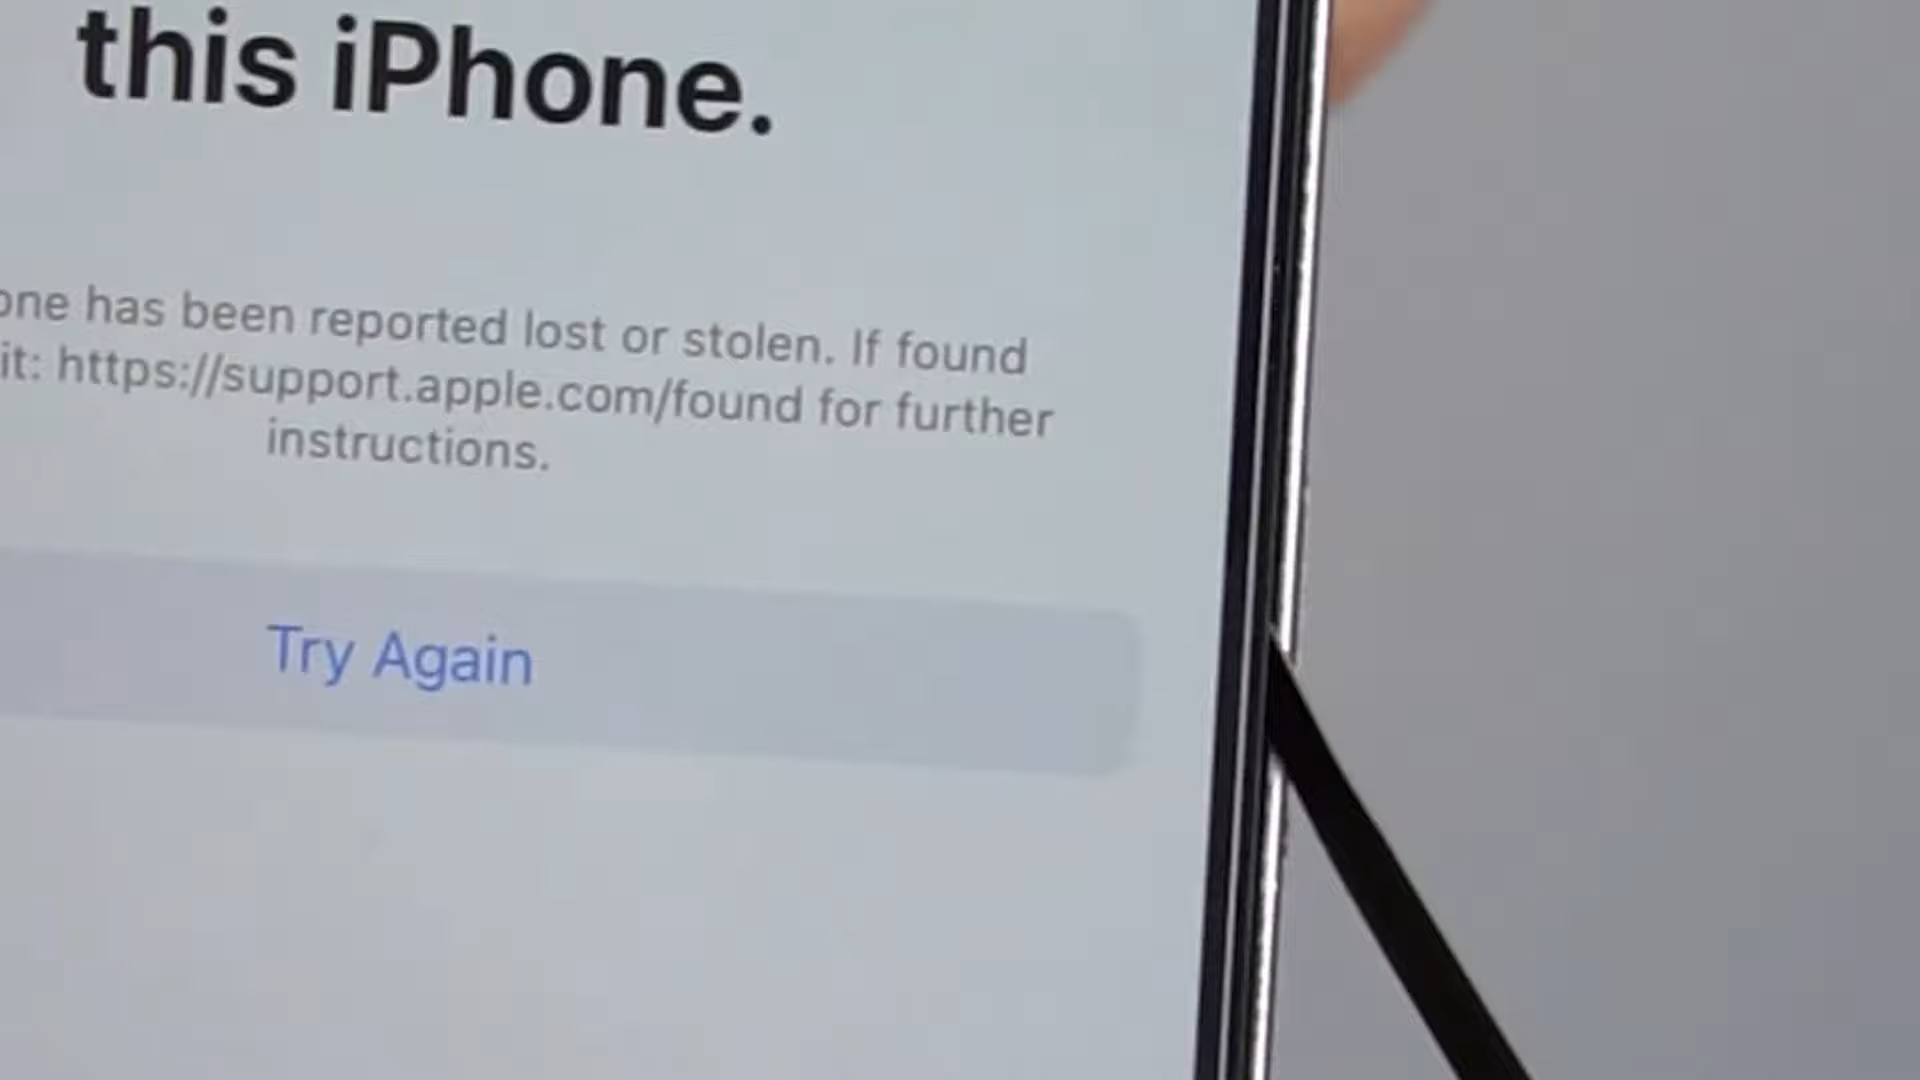 this iPhone.
one has been reported lost or stolen. If found
it: https://support.apple.com/found for further
instructions.
Try Again